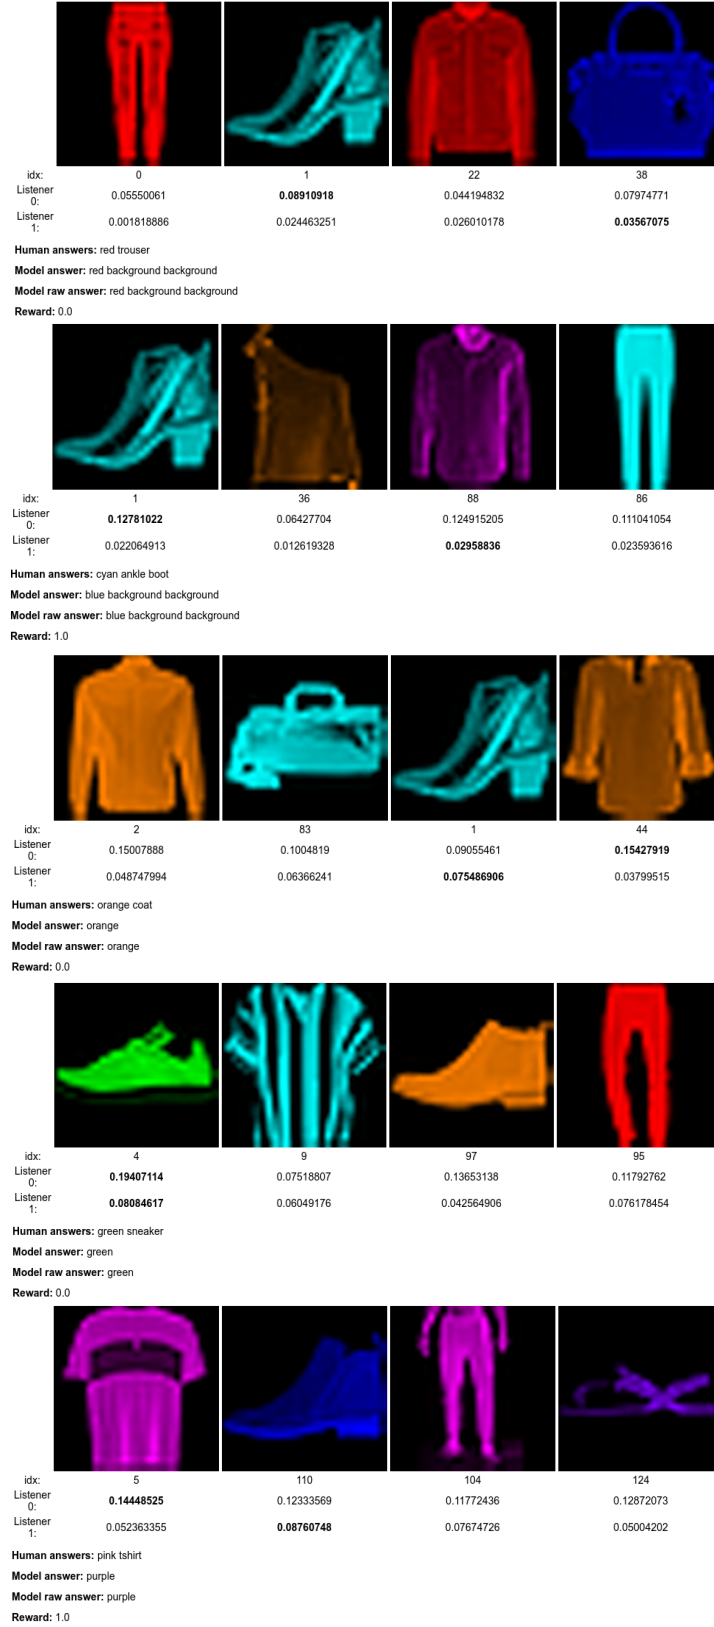 idx: 0 1 22 38
Listener 0: 0.05550061 0.08910918 0.044194832 0.07974771
Listener 1: 0.001818886 0.024463251 0.026010178 0.03567075
Human answers: red trouser
Model answer: red background background
Model raw answer: red background background
Reward: 0.0
idx: 1 36 88 86
Listener 0: 0.12781022 0.06427704 0.124915205 0.111041054
Listener 1: 0.022064913 0.012619328 0.02958836 0.023593616
Human answers: cyan ankle boot
Model answer: blue background background
Model raw answer: blue background background
Reward: 1.0
idx: 2 83 1 44
Listener 0: 0.15007888 0.1004819 0.09055461 0.15427919
Listener 1: 0.048747994 0.06366241 0.075486906 0.03799515
Human answers: orange coat
Model answer: orange
Model raw answer: orange
Reward: 0.0
idx: 4 9 97 95
Listener 0: 0.19407114 0.07518807 0.13653138 0.11792762
Listener 1: 0.08084617 0.06049176 0.042564906 0.076178454
Human answers: green sneaker
Model answer: green
Model raw answer: green
Reward: 0.0
idx: 5 110 104 124
Listener 0: 0.14448525 0.12333569 0.11772436 0.12872073
Listener 1: 0.052363355 0.08760748 0.07674726 0.05004202
Human answers: pink tshirt
Model answer: purple
Model raw answer: purple
Reward: 1.0